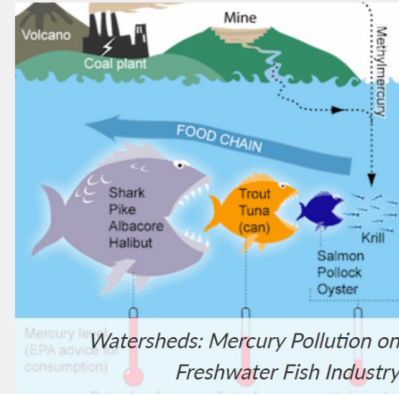 Volcano
Coal plant
Mine
Methylmercury
FOOD CHAIN
Shark
Pike
Albacore
Halibut
Trout
Tuna
(can)
Krill
Salmon
Pollock
Oyster
Mercury level
(EPA advice for
consumption)
Watersheds: Mercury Pollution on
Freshwater Fish Industry